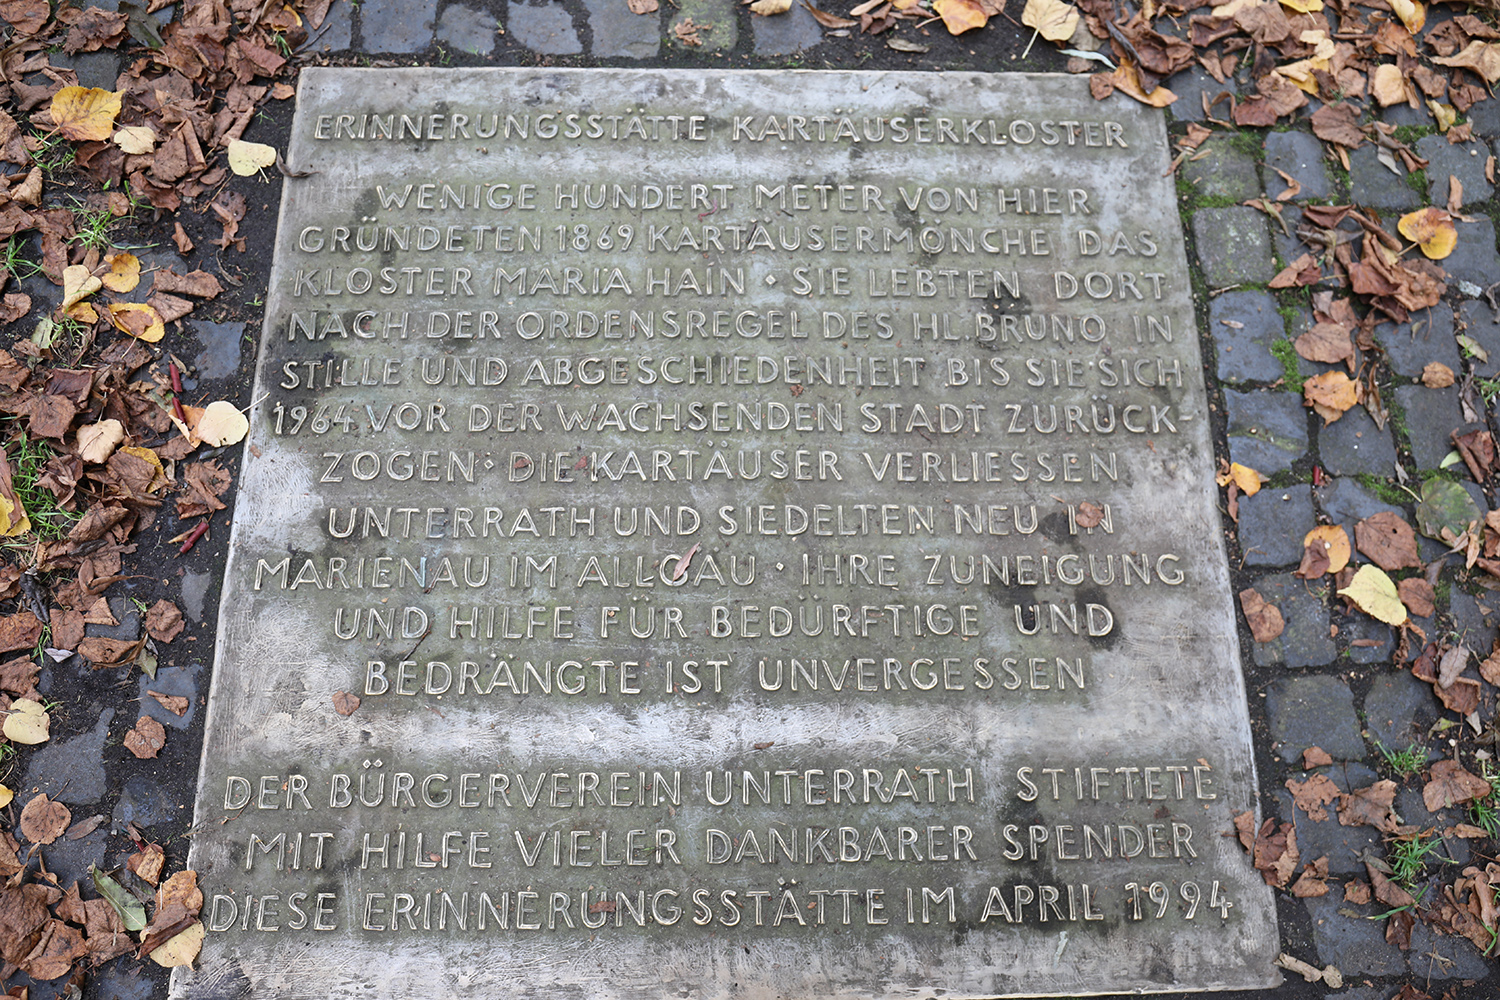 ERINNERUNGSSTÄTTE KARTÄUSERKLOSTER
WENIGE HUNDERT METER VON HIER
GRÜNDETEN 1869 KARTÄUSERMÖNCHE DAS
KLOSTER MARIA HAIN · SIE LEBTEN DORT
NACH DER ORDENSREGEL DES HL. BRUNO IN
STILLE UND ABGESCHIEDENHEIT BIS SIE SICH
1964 VOR DER WACHSENDEN STADT ZURÜCK-
ZOGEN · DIE KARTÄUSER VERLIESSEN
UNTERRATH UND SIEDELTEN NEU IN
MARIENAU IM ALLGÄU · IHRE ZUNEIGUNG
UND HILFE FÜR BEDÜRFTIGE UND
BEDRÄNGTE IST UNVERGESSEN
DER BÜRGERVEREIN UNTERRATH STIFTETE
MIT HILFE VIELER DANKBARER SPENDER
DIESE ERINNERUNGSSTÄTTE IM APRIL 1994